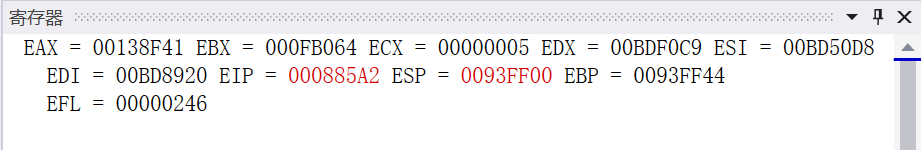 寄存器
EAX = 00138F41 EBX = 000FB064 ECX = 00000005 EDX = 00BDF0C9 ESI = 00BD50D8
EDI = 00BD8920 EIP = 000885A2 ESP = 0093FF00 EBP = 0093FF44
EFL = 00000246